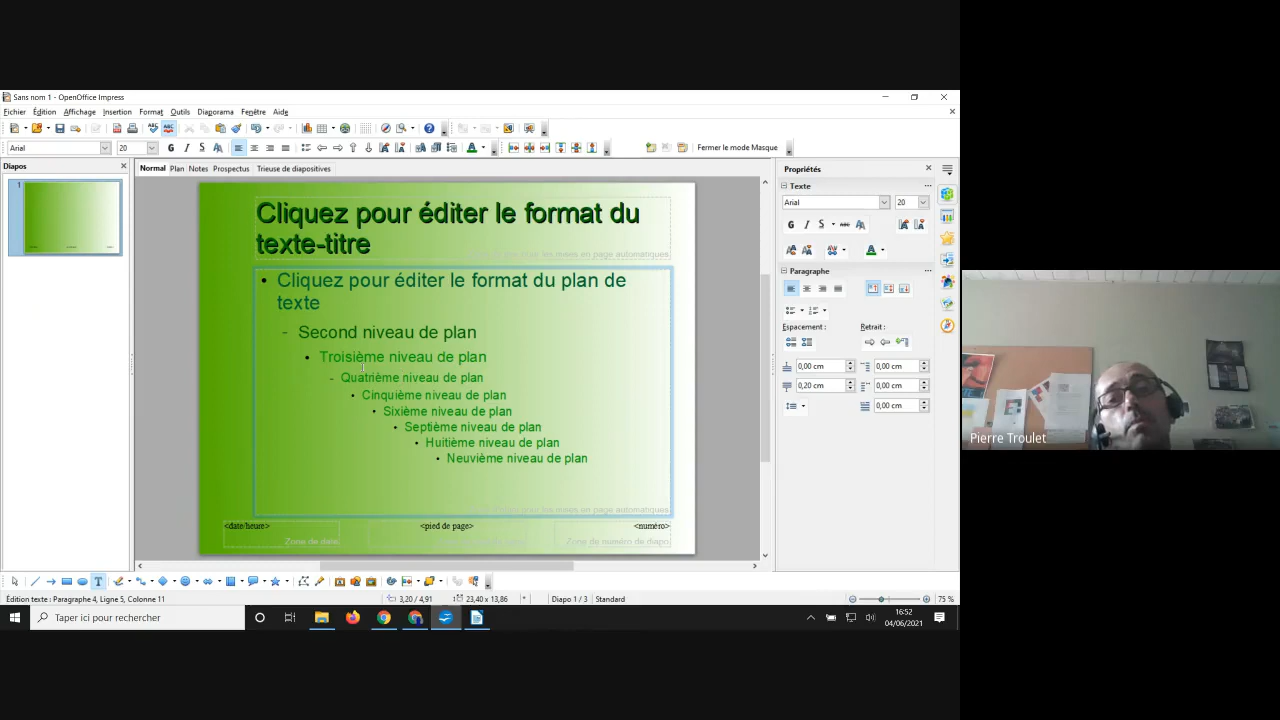 Sans nom 1 - OpenOffice Impress
Fichier Édition Affichage Insertion Format Outils Diaporama Fenêtre Aide
Arial 20 Fermer le mode Masque
Diapos
Normal Plan Notes Prospectus Trieuse de diapositives
1
Cliquez pour éditer le format du
texte-titre
Cliquez pour éditer le format du plan de
texte
Second niveau de plan
Troisième niveau de plan
Quatrième niveau de plan
Cinquième niveau de plan
Sixième niveau de plan
Septième niveau de plan
Huitième niveau de plan
Neuvième niveau de plan
<date/heure> <pied de page> <numéro>
Zone de date Zone de numéro de diapo
Propriétés
Texte
Arial 20
Paragraphe
Espacement : Retrait :
0,00 cm 0,00 cm
0,20 cm 0,00 cm
0,00 cm
Édition texte : Paragraphe 4, Ligne 5, Colonne 11 3,20 / 4,91 23,40 x 13,86 * Diapo 1 / 3 Standard 75 %
Taper ici pour rechercher
16:52
04/06/2021
Pierre Troulet